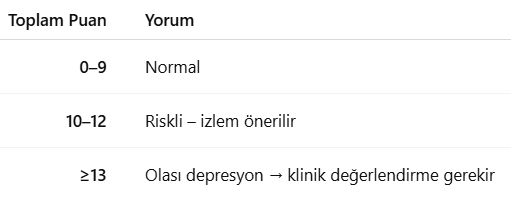 Toplam Puan Yorum
0–9 Normal
10–12 Riskli – izlem önerilir
≥13 Olası depresyon → klinik değerlendirme gerekir